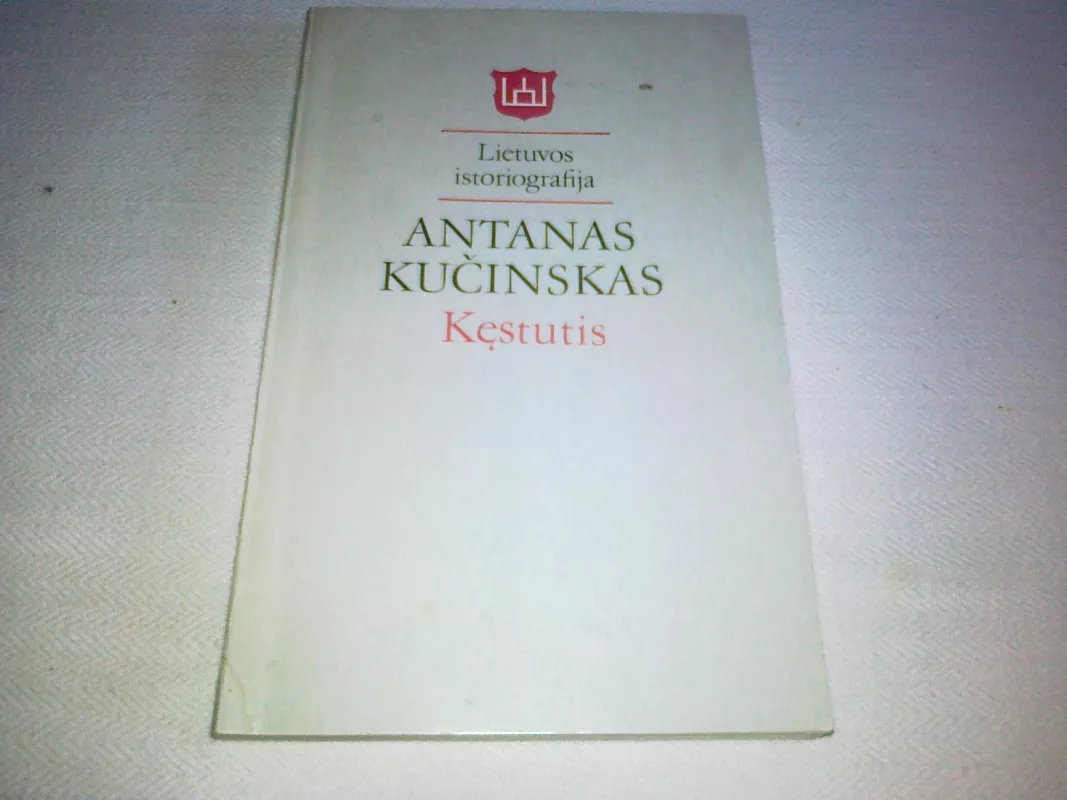 Lietuvos
istoriografija
ANTANAS
KUČINSKAS
Kęstutis